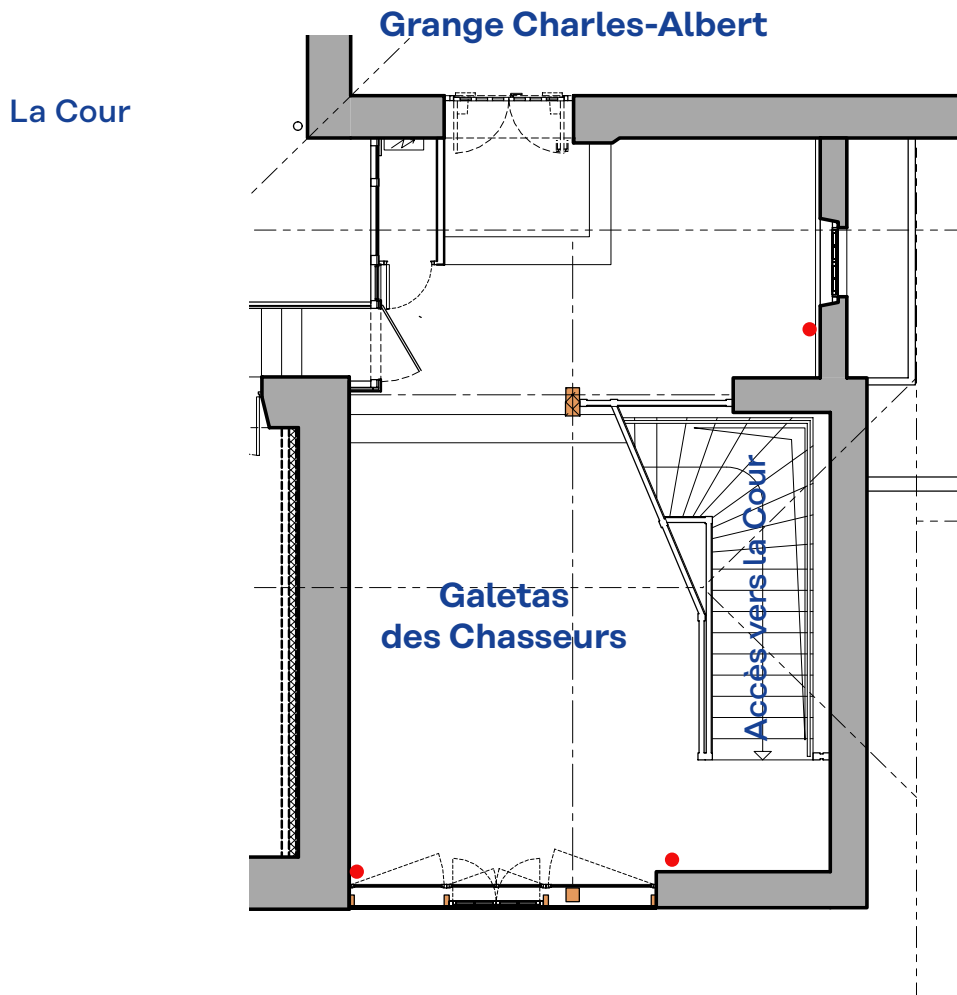 Grange Charles-Albert
La Cour
Accès vers la Cour
Galetas
des Chasseurs